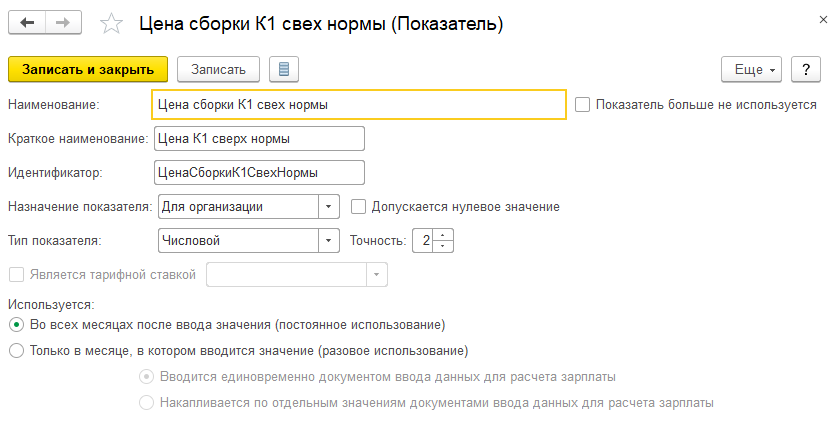 Цена сборки К1 свех нормы (Показатель)
Записать и закрыть Записать Еще ?
Наименование: Цена сборки К1 свех нормы Показатель больше не используется
Краткое наименование: Цена К1 сверх нормы
Идентификатор: ЦенаСборкиК1СвехНормы
Назначение показателя: Для организации Допускается нулевое значение
Тип показателя: Числовой Точность: 2
Является тарифной ставкой
Используется:
Во всех месяцах после ввода значения (постоянное использование)
Только в месяце, в котором вводится значение (разовое использование)
Вводится единовременно документом ввода данных для расчета зарплаты
Накапливается по отдельным значениям документами ввода данных для расчета зарплаты